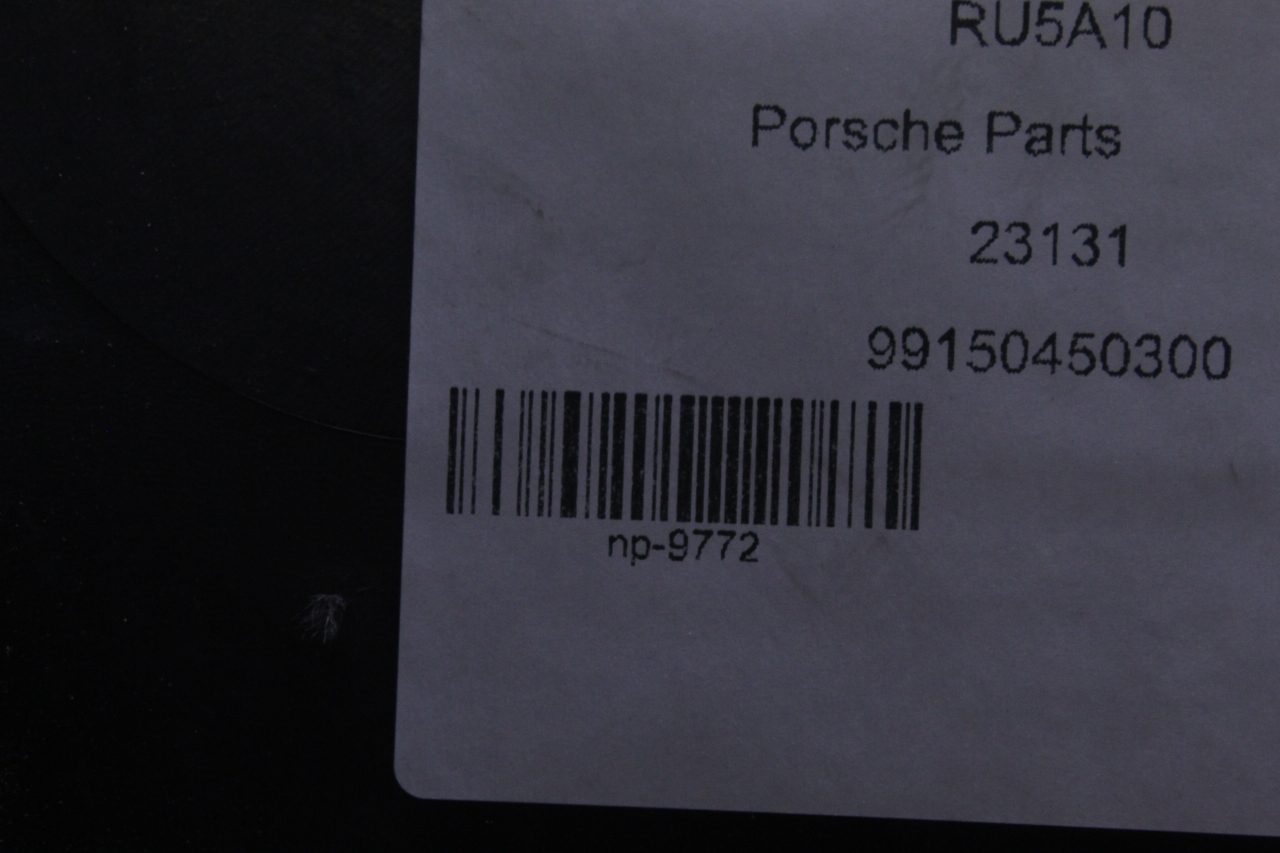 RU5A10
Porsche Parts
23131
99150450300
np-9772